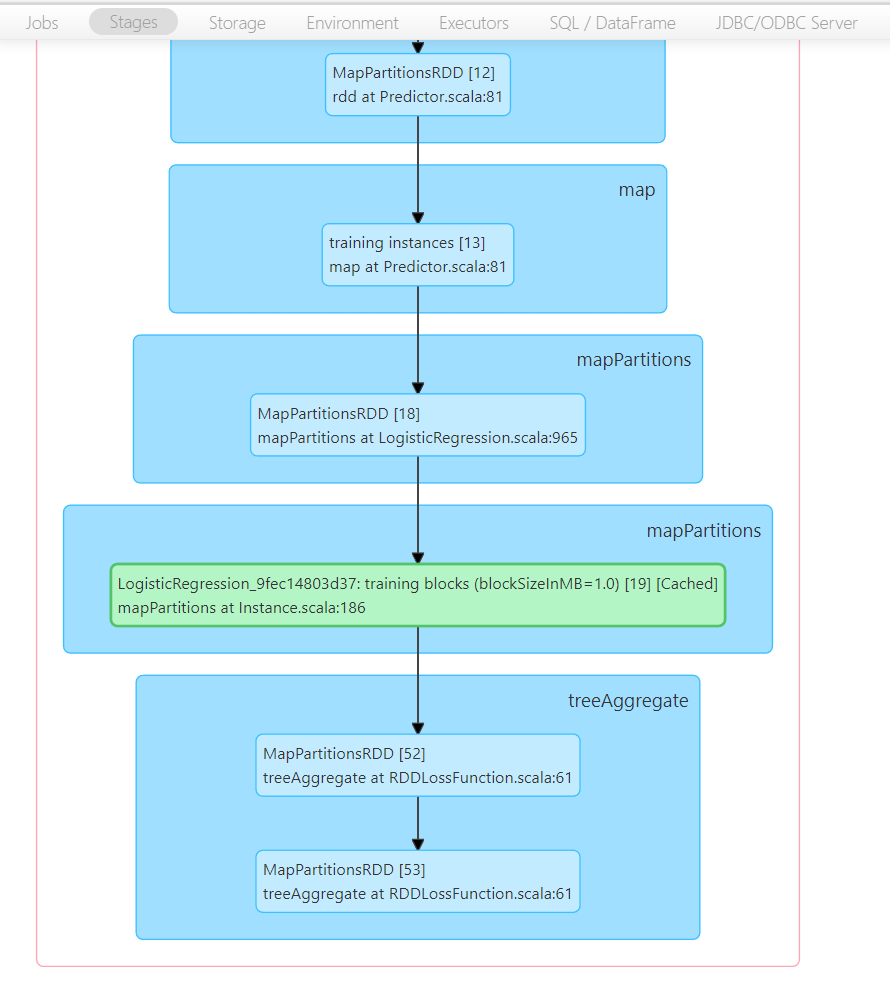 Jobs Stages Storage Environment Executors SQL / DataFrame JDBC/ODBC Server
MapPartitionsRDD [12]
rdd at Predictor.scala:81
map
training instances [13]
map at Predictor.scala:81
mapPartitions
MapPartitionsRDD [18]
mapPartitions at LogisticRegression.scala:965
mapPartitions
LogisticRegression_9fec14803d37: training blocks (blockSizeInMB=1.0) [19] [Cached]
mapPartitions at Instance.scala:186
treeAggregate
MapPartitionsRDD [52]
treeAggregate at RDDLossFunction.scala:61
MapPartitionsRDD [53]
treeAggregate at RDDLossFunction.scala:61